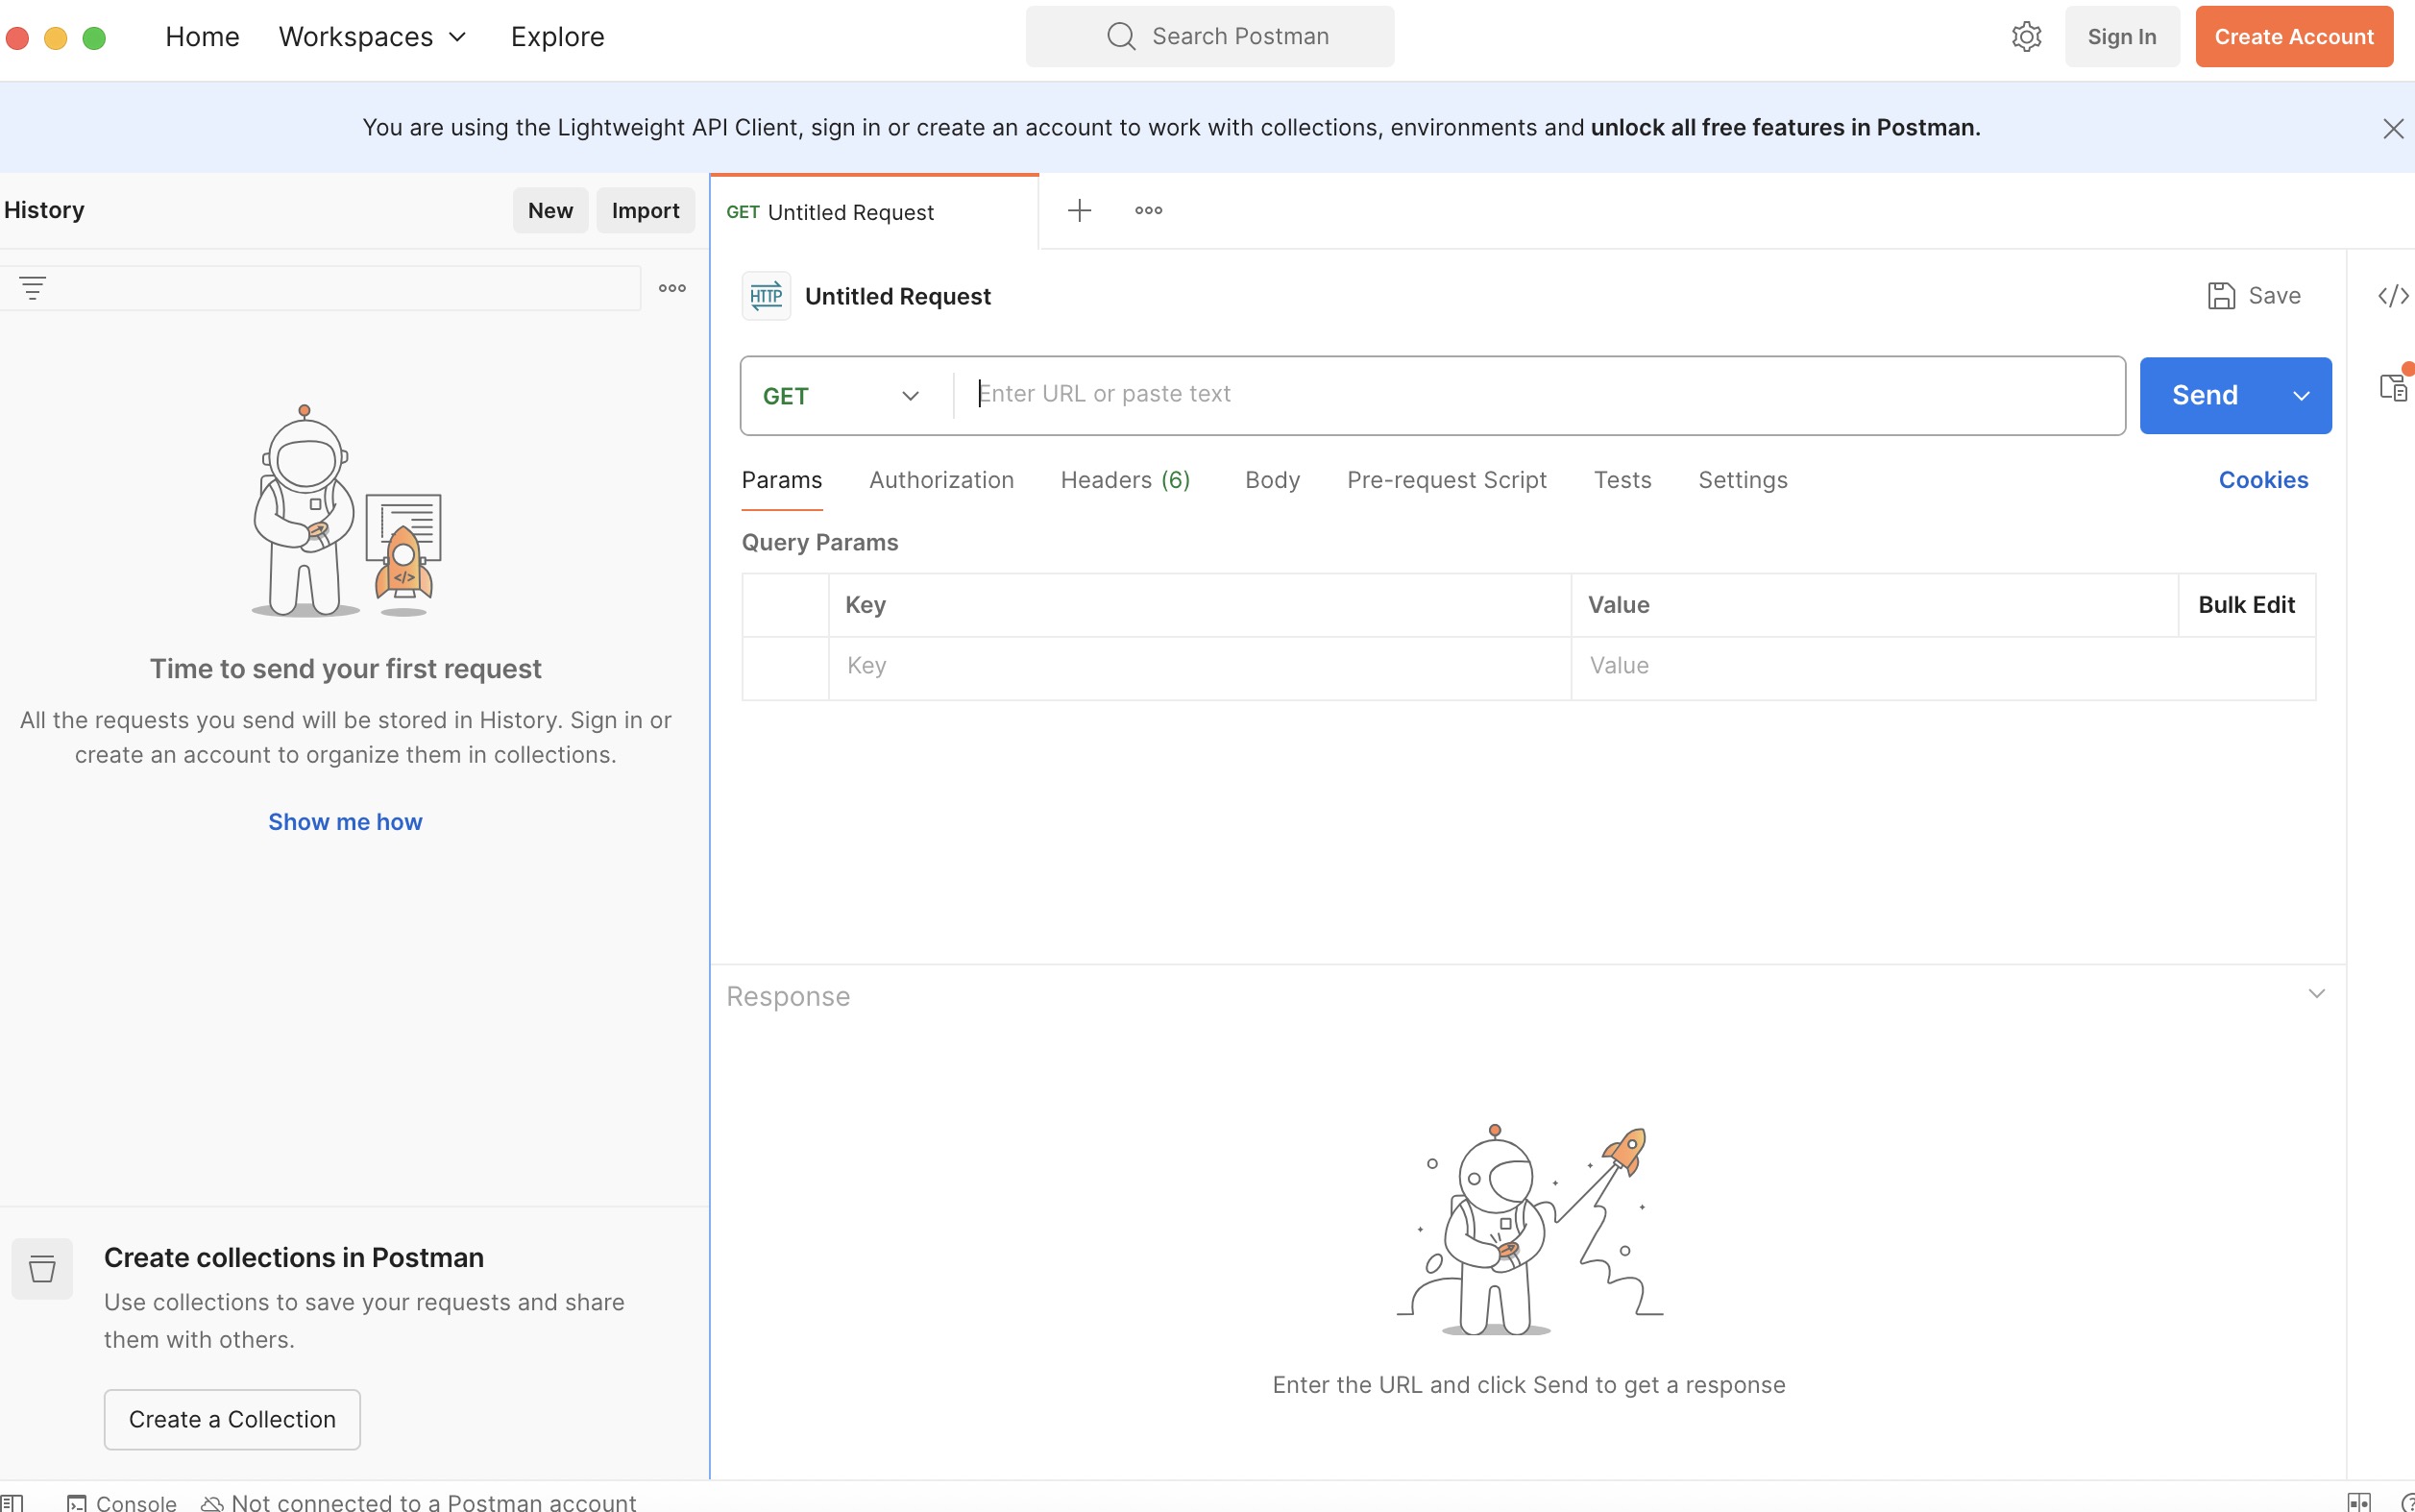 Home Workspaces Explore Search Postman Sign In Create Account
You are using the Lightweight API Client, sign in or create an account to work with collections, environments and unlock all free features in Postman.
History New Import
GET Untitled Request
HTTP Untitled Request Save
GET Enter URL or paste text Send
Params Authorization Headers (6) Body Pre-request Script Tests Settings Cookies
Query Params
Key Value Bulk Edit
Key Value
Time to send your first request
All the requests you send will be stored in History. Sign in or
create an account to organize them in collections.
Show me how
Response
Enter the URL and click Send to get a response
Create collections in Postman
Use collections to save your requests and share
them with others.
Create a Collection
Console Not connected to a Postman account